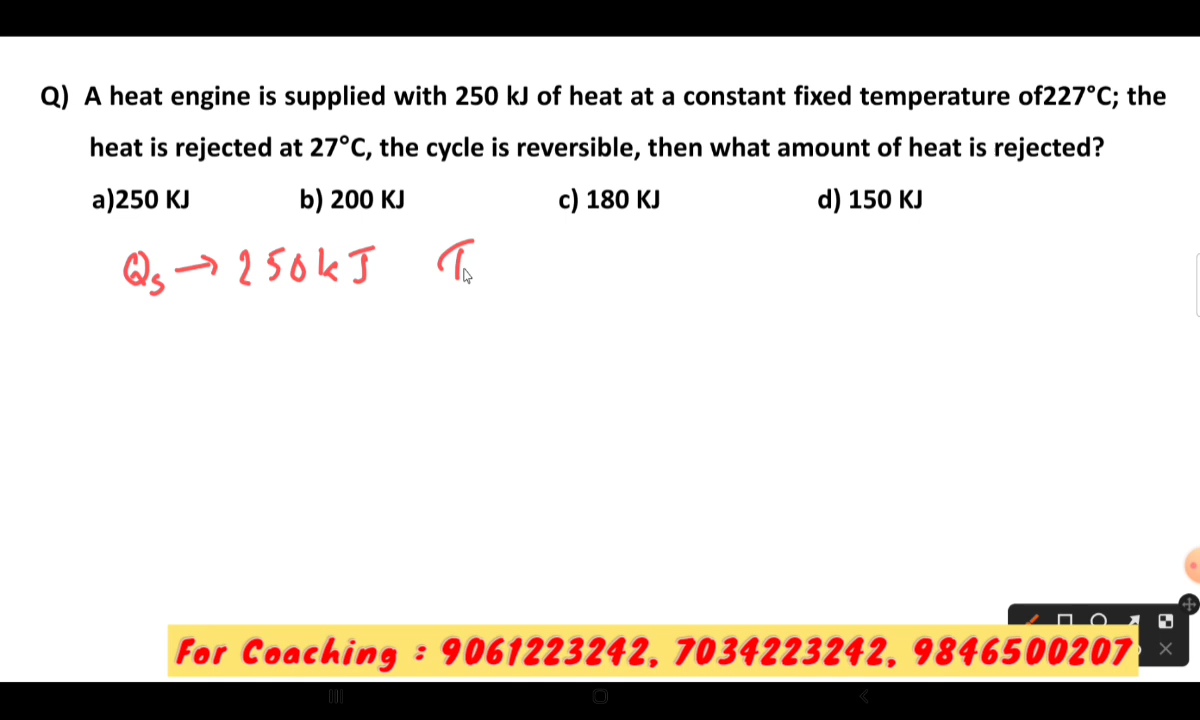 Q) A heat engine is supplied with 250 kJ of heat at a constant fixed temperature of227°C; the
heat is rejected at 27°C, the cycle is reversible, then what amount of heat is rejected?
a)250 KJ b) 200 KJ c) 180 KJ d) 150 KJ
Qs → 250kJ T
For Coaching : 9061223242, 7034223242, 9846500207